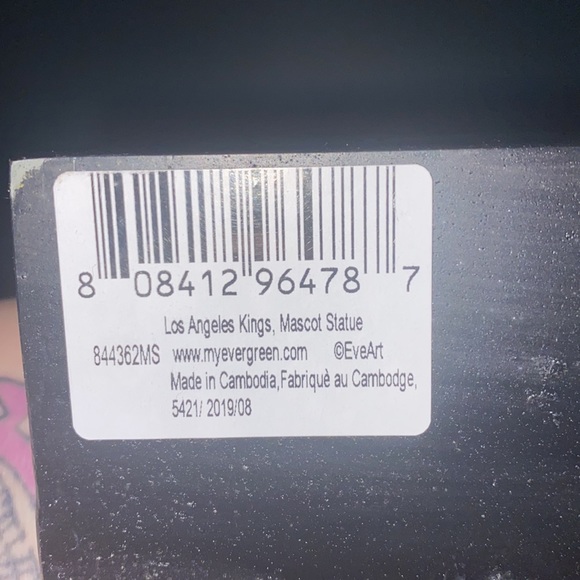 8 08412 96478 7
Los Angeles Kings, Mascot Statue
844362MS www.myevergreen.com ©EveArt
Made in Cambodia,Fabriquè au Cambodge,
5421/ 2019/08